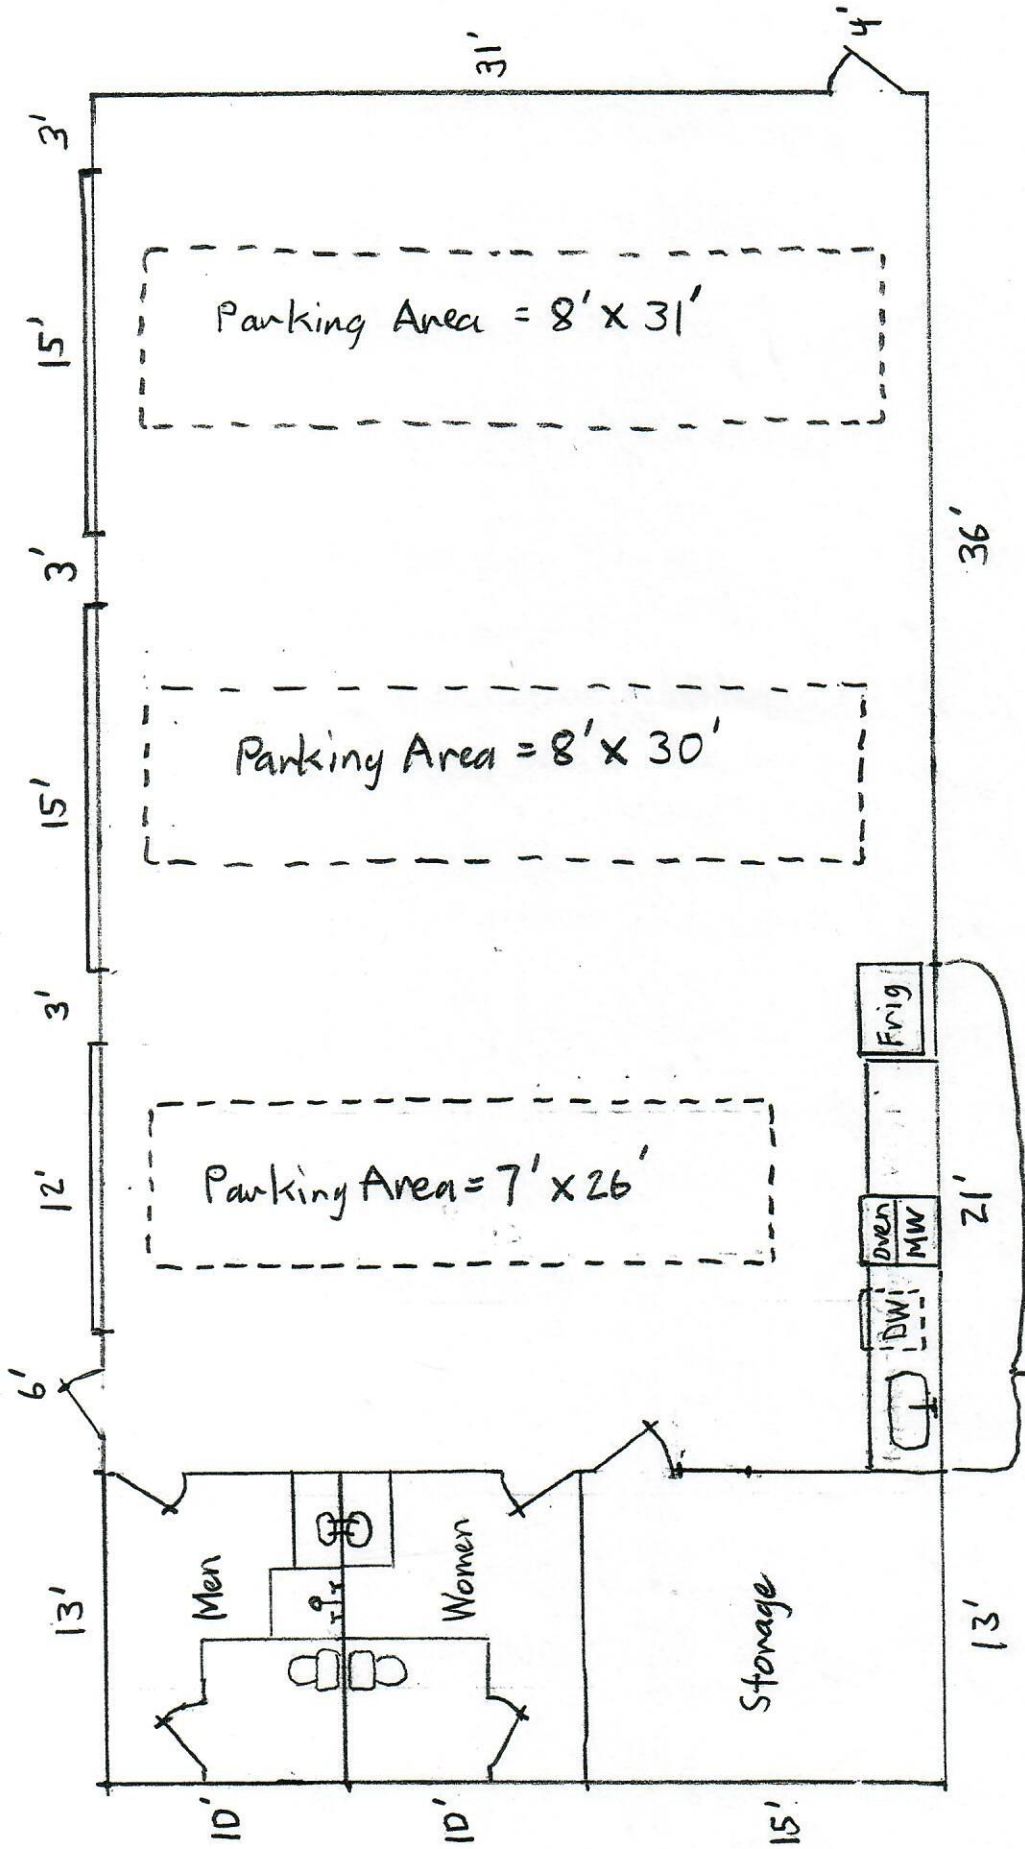 13'
6'
12'
3'
15'
3'
15'
3'
31'
4'
Parking Area = 7' x 26'
Parking Area = 8' x 30'
Parking Area = 8' x 31'
10'
Men
10'
Women
15'
Storage
DW
Oven
MW
Frig
13'
21'
36'